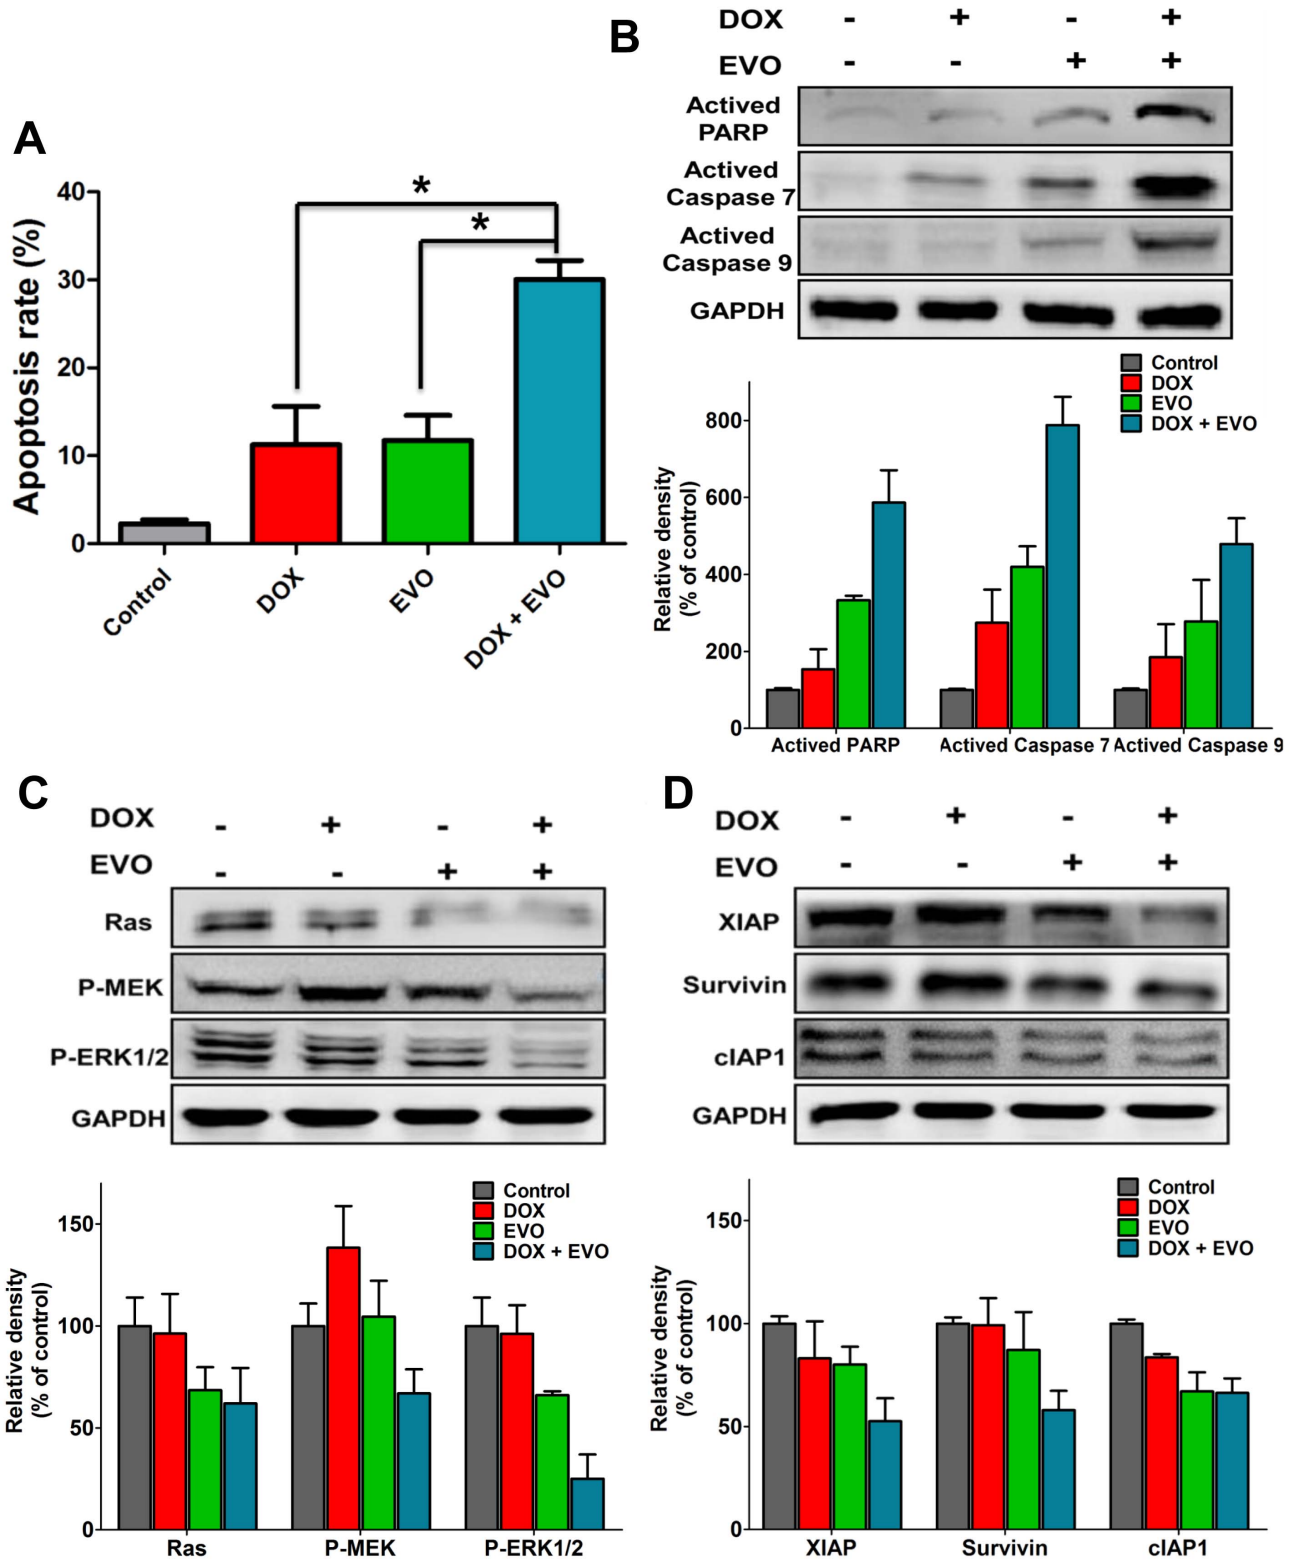 A
Apoptosis rate (%)
40
30
20
10
0
*
*
Control
DOX
EVO
DOX + EVO
B
DOX - + - +
EVO - - + +
Actived
PARP
Actived
Caspase 7
Actived
Caspase 9
GAPDH
Control
DOX
EVO
DOX + EVO
Relative density
(% of control)
800
600
400
200
0
Actived PARP
Actived Caspase 7
Actived Caspase 9
C
DOX - + - +
EVO - - + +
Ras
P-MEK
P-ERK1/2
GAPDH
Control
DOX
EVO
DOX + EVO
Relative density
(% of control)
150
100
50
0
Ras
P-MEK
P-ERK1/2
D
DOX - + - +
EVO - - + +
XIAP
Survivin
cIAP1
GAPDH
Control
DOX
EVO
DOX + EVO
Relative density
(% of control)
150
100
50
0
XIAP
Survivin
cIAP1